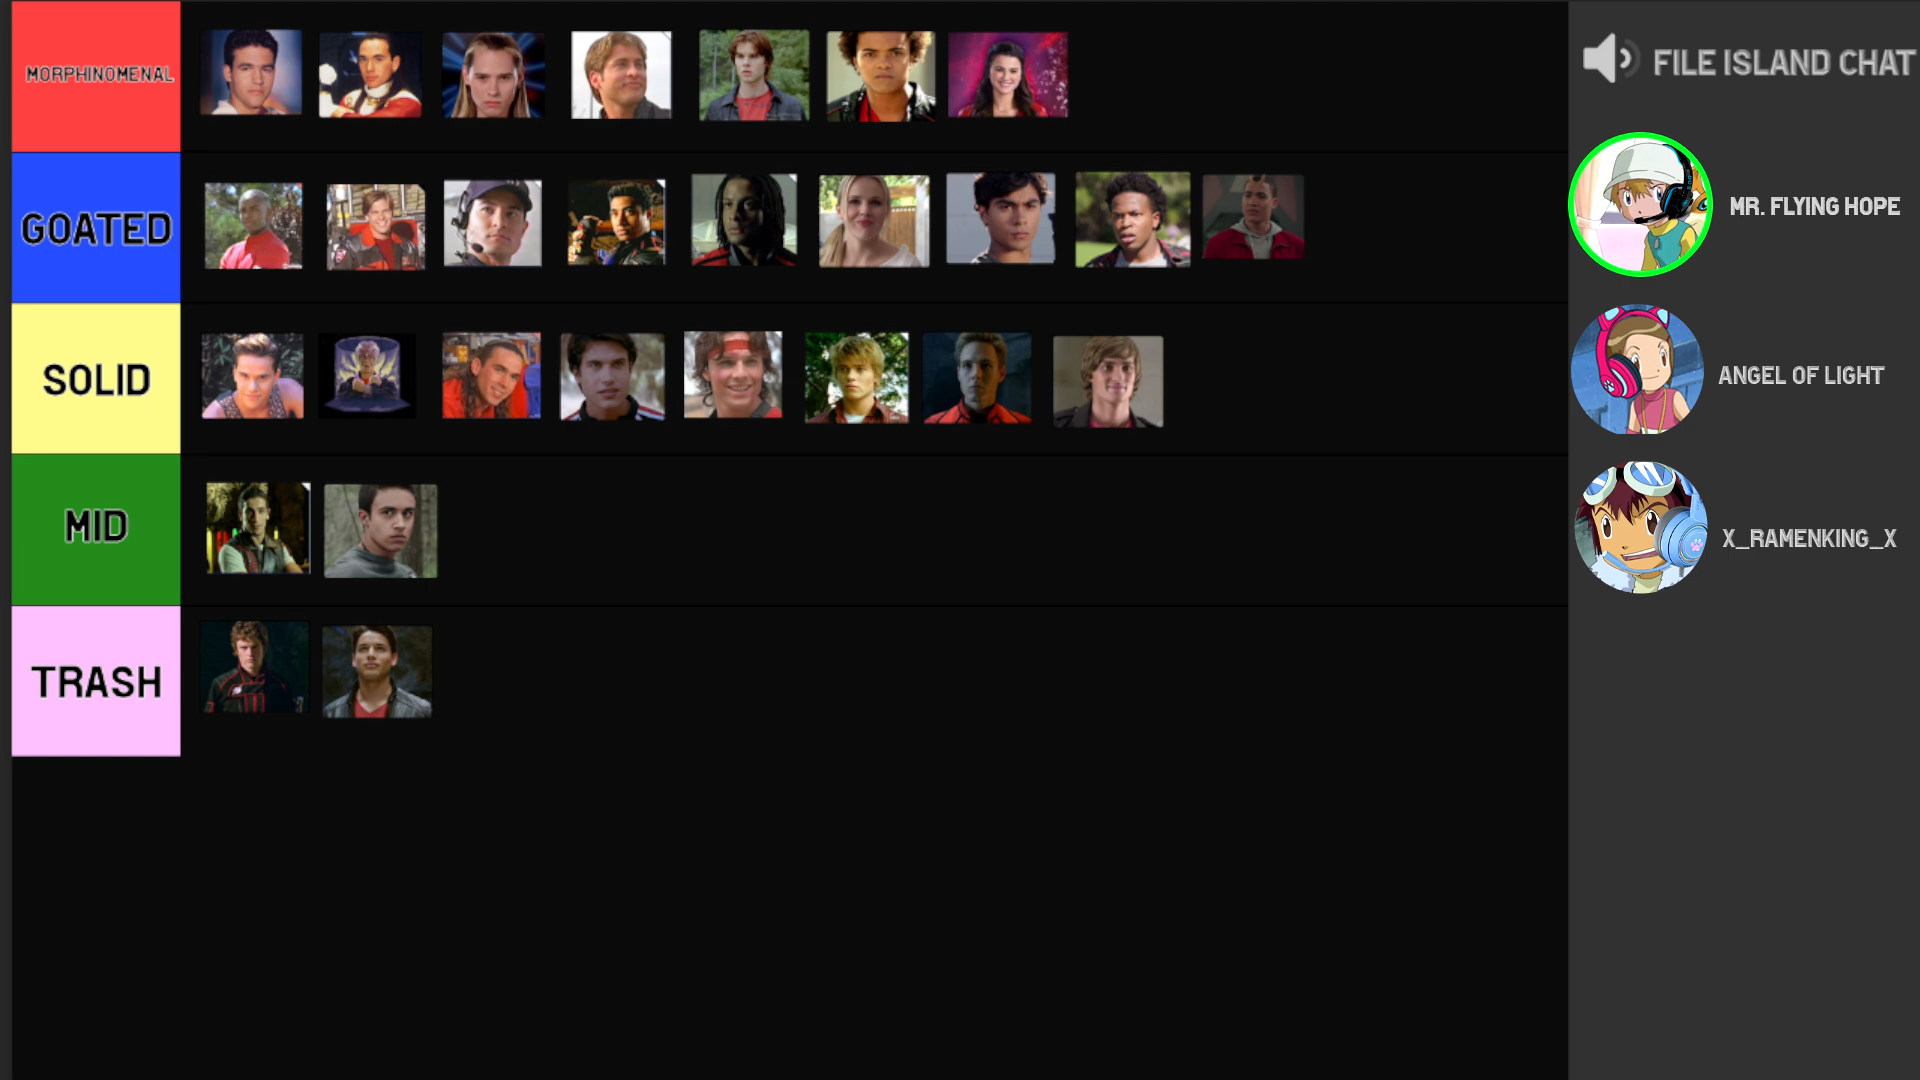 MORPHINOMENAL
GOATED
SOLID
MID
TRASH
FILE ISLAND CHAT
MR. FLYING HOPE
ANGEL OF LIGHT
X_RAMENKING_X